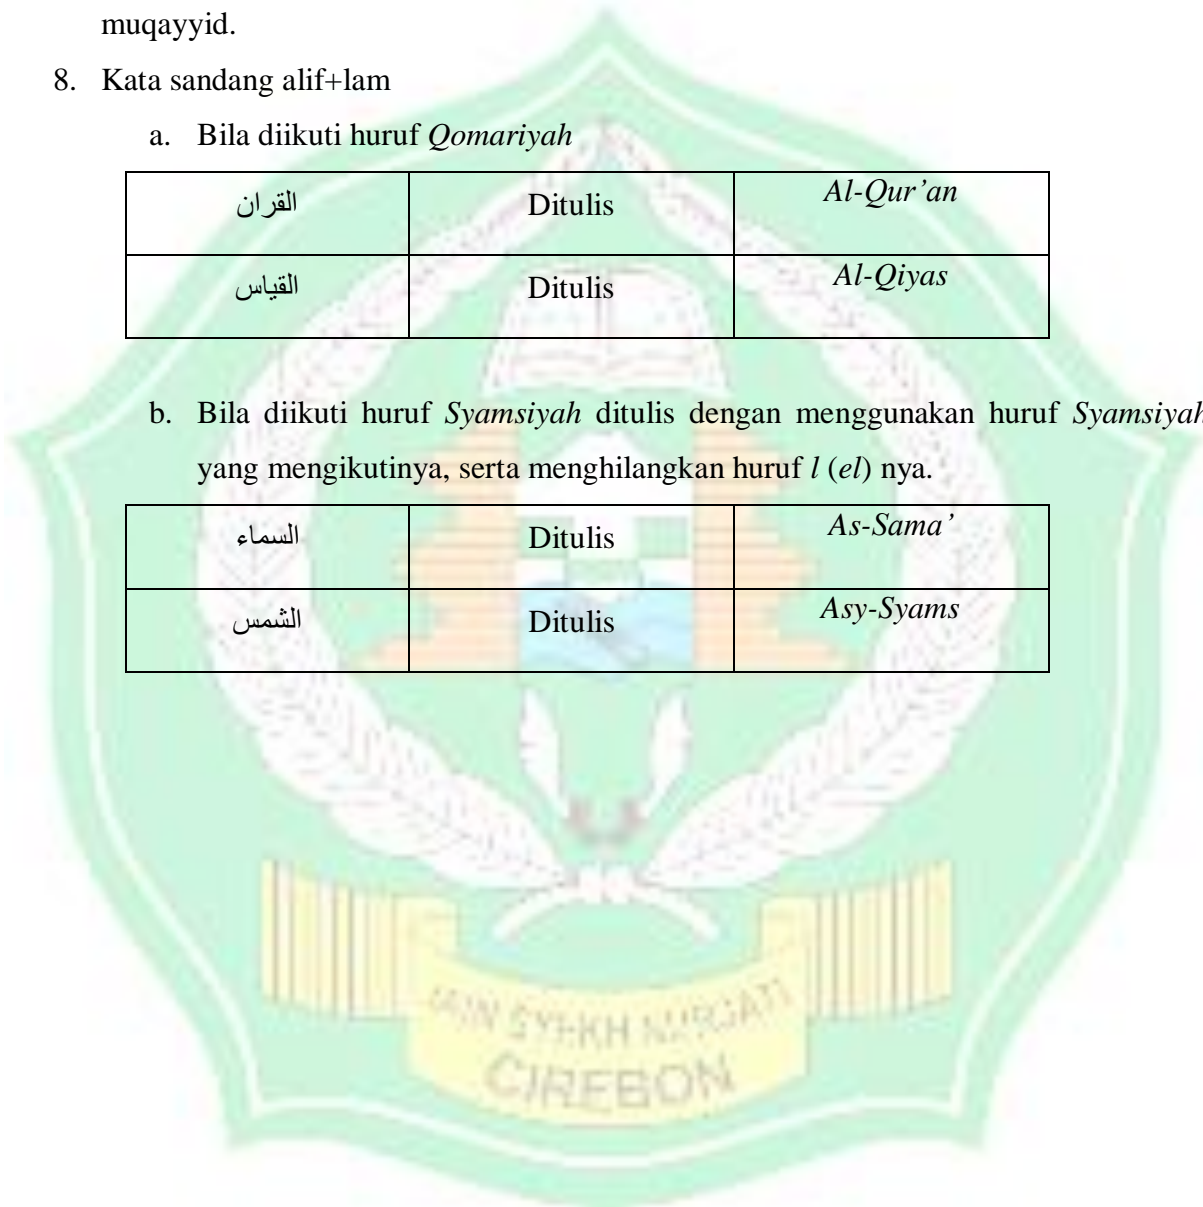 muqayyid.
8. Kata sandang alif+lam
a. Bila diikuti huruf Qomariyah
القران Ditulis Al-Qur’an
القياس Ditulis Al-Qiyas
b. Bila diikuti huruf Syamsiyah ditulis dengan menggunakan huruf Syamsiyah
yang mengikutinya, serta menghilangkan huruf l (el) nya.
السماء Ditulis As-Sama’
الشمس Ditulis Asy-Syams
IAIN SYEKH NURJATI
CIREBON